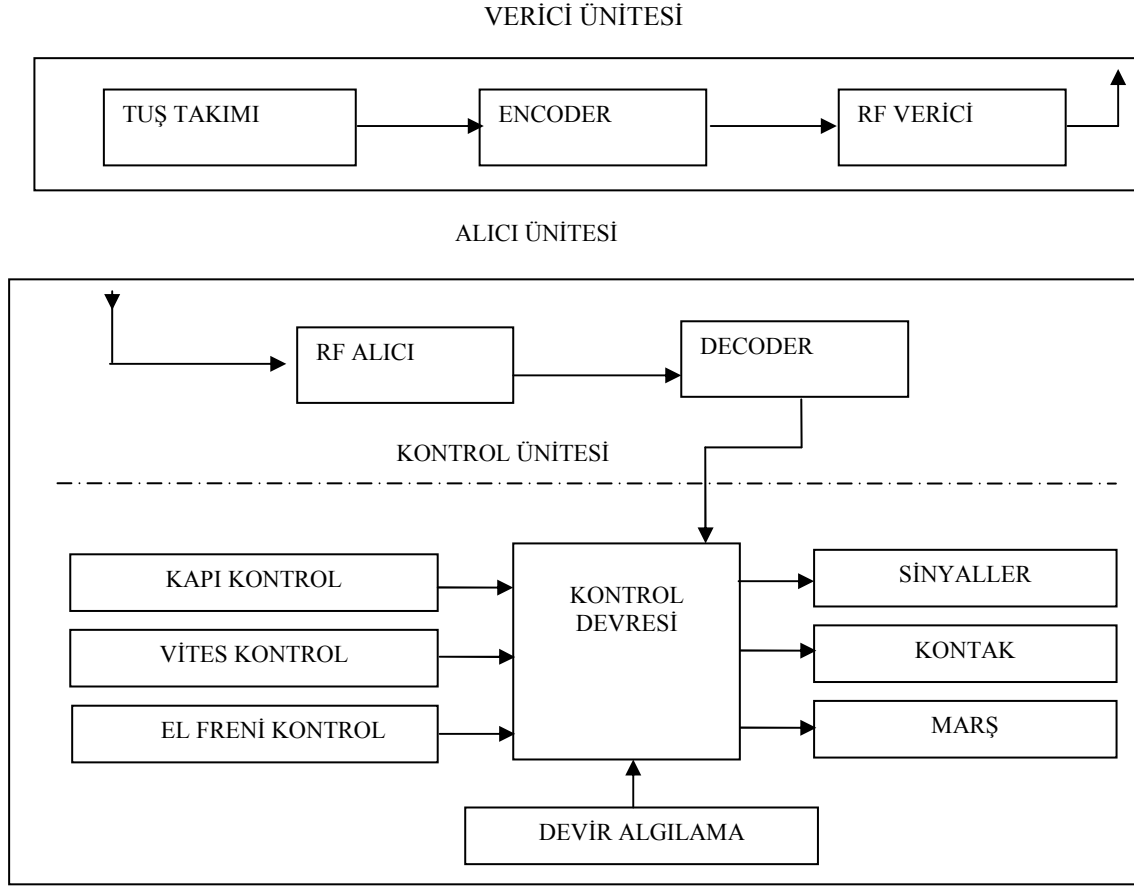 VERİCİ ÜNİTESİ
TUŞ TAKIMI
ENCODER
RF VERİCİ
ALICI ÜNİTESİ
RF ALICI
DECODER
KONTROL ÜNİTESİ
KAPI KONTROL
VİTES KONTROL
EL FRENİ KONTROL
KONTROL
DEVRESİ
SİNYALLER
KONTAK
MARŞ
DEVİR ALGILAMA